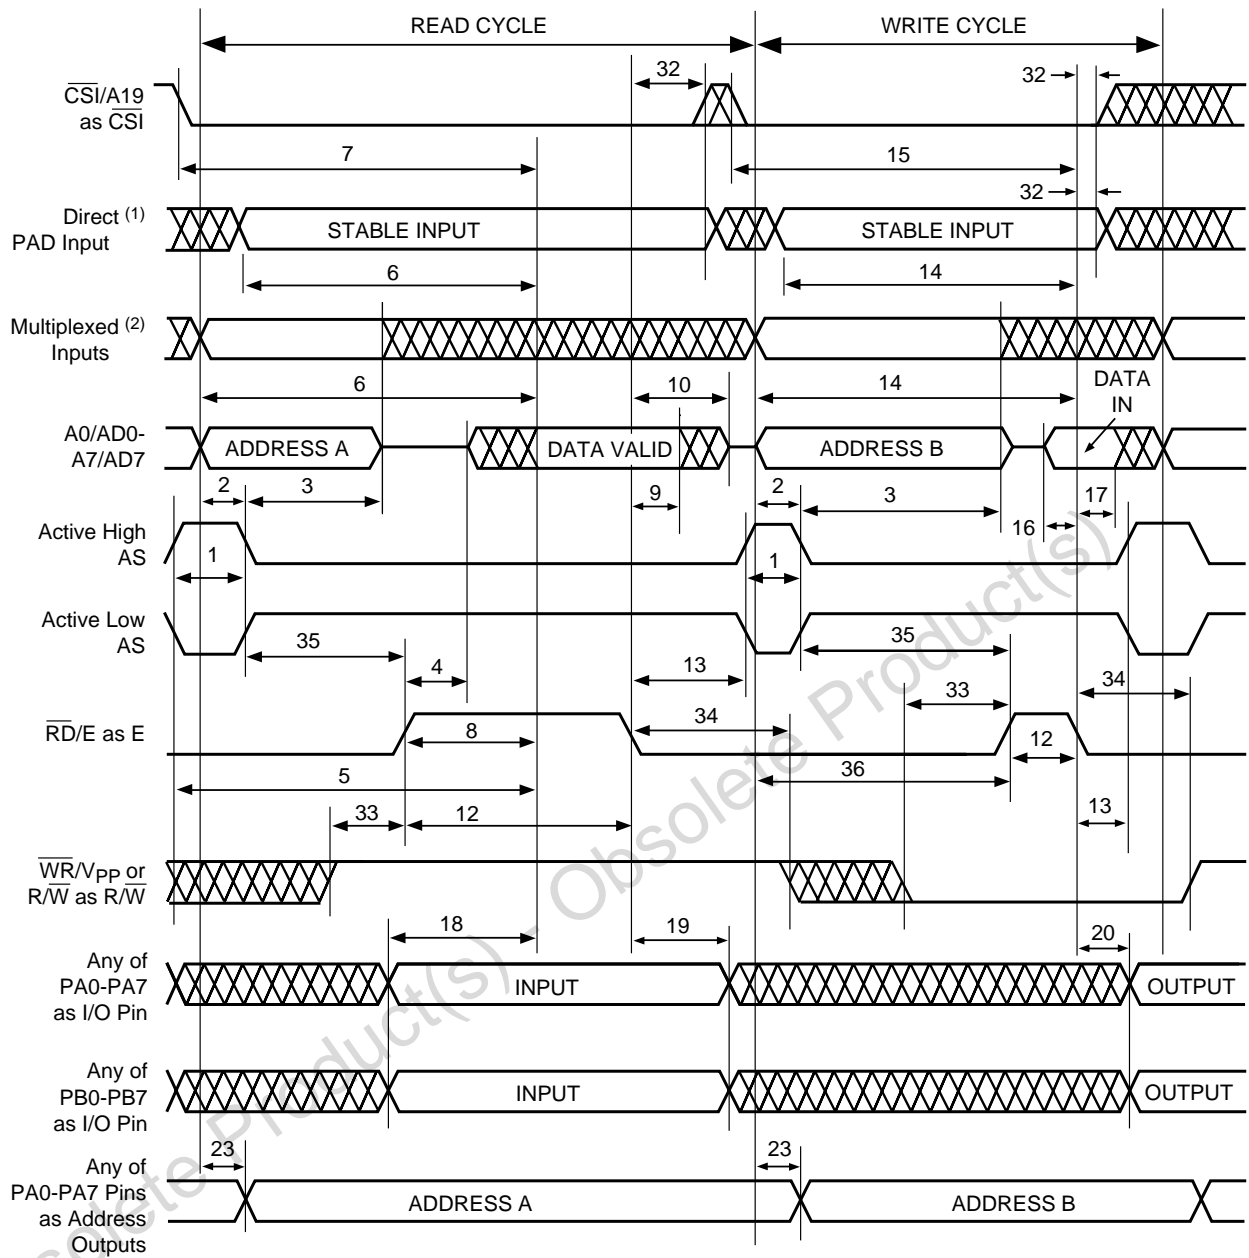 READ CYCLE WRITE CYCLE
32 32
CSI/A19
as CSI
7 15
32
Direct (1)
PAD Input
STABLE INPUT STABLE INPUT
6 14
Multiplexed (2)
Inputs
6 10 14 DATA
IN
A0/AD0-
A7/AD7
ADDRESS A DATA VALID ADDRESS B
2 3 9 2 3 17
16
Active High
AS
1 1
Active Low
AS
35 13 35
4 34 33 34
RD/E as E
8 12
5 36
33 12 13
WR/VPP or
R/W as R/W
18 19 20
Any of
PA0-PA7
as I/O Pin
INPUT OUTPUT
Any of
PB0-PB7
as I/O Pin
INPUT OUTPUT
23 23
Any of
PA0-PA7 Pins
as Address
Outputs
ADDRESS A ADDRESS B
solete Product(s) - Obsolete Product(s)